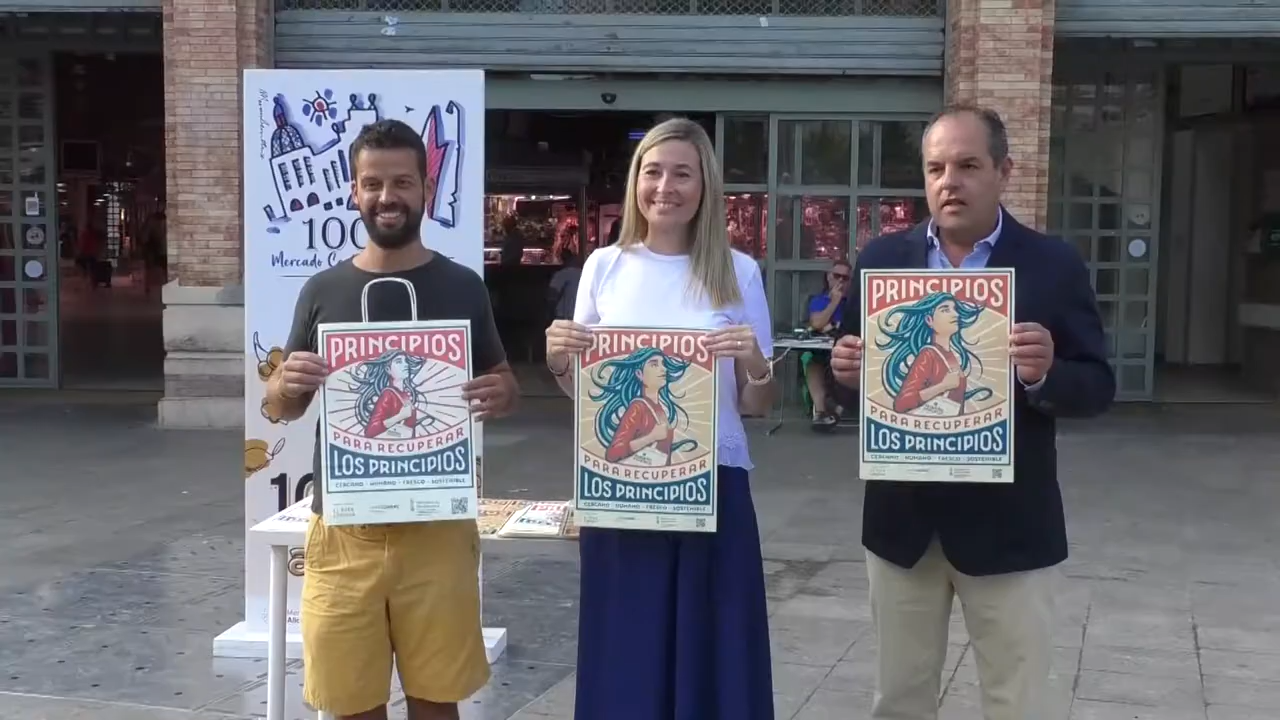 100
Mercado
10
PRINCIPIOS
PARA RECUPERAR
LOS PRINCIPIOS
CERCANO · HUMANO · FRESCO · SOSTENIBLE
PRINCIPIOS
PARA RECUPERAR
LOS PRINCIPIOS
CERCANO · HUMANO · FRESCO · SOSTENIBLE
PRINCIPIOS
PARA RECUPERAR
LOS PRINCIPIOS
CERCANO · HUMANO · FRESCO · SOSTENIBLE